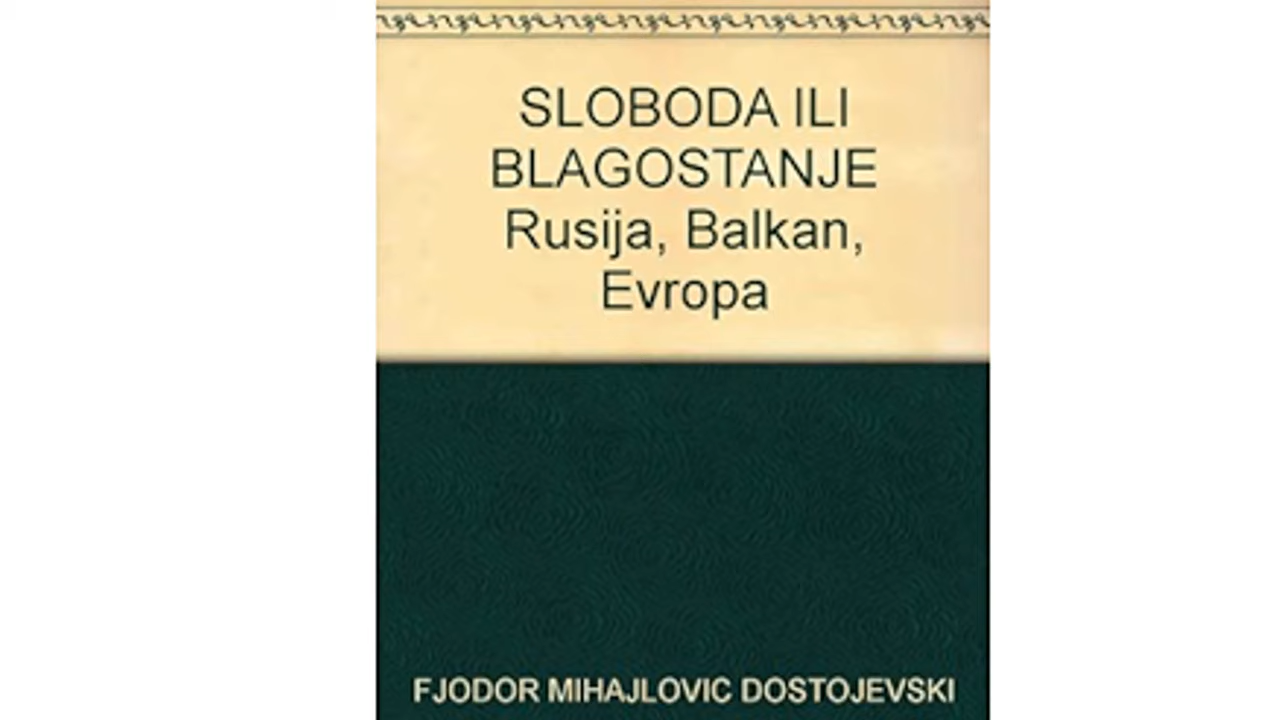 SLOBODA ILI
BLAGOSTANJE
Rusija, Balkan,
Evropa
FJODOR MIHAJLOVIC DOSTOJEVSKI